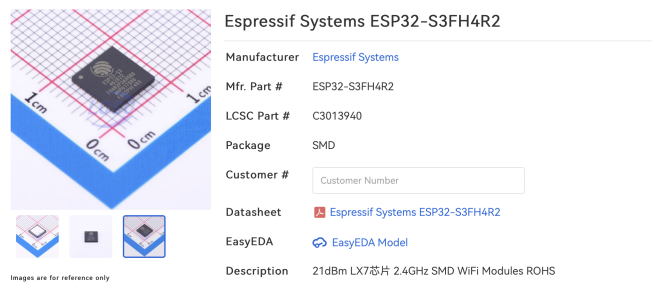 Espressif Systems ESP32-S3FH4R2
Manufacturer Espressif Systems
Mfr. Part # ESP32-S3FH4R2
LCSC Part # C3013940
Package SMD
Customer # Customer Number
Datasheet Espressif Systems ESP32-S3FH4R2
EasyEDA EasyEDA Model
Description 21dBm LX7芯片 2.4GHz SMD WiFi Modules ROHS
1cm
0cm
0cm
1c
Images are for reference only